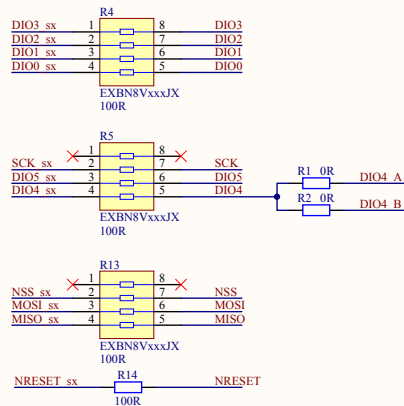 R4
DIO3_sx 1 8 DIO3
DIO2_sx 2 7 DIO2
DIO1_sx 3 6 DIO1
DIO0_sx 4 5 DIO0
EXBN8VxxxJX
100R
R5
1 8
SCK_sx 2 7 SCK
DIO5_sx 3 6 DIO5
DIO4_sx 4 5 DIO4
R1 0R DIO4_A
R2 0R DIO4_B
EXBN8VxxxJX
100R
R13
1 8
NSS_sx 2 7 NSS
MOSI_sx 3 6 MOSI
MISO_sx 4 5 MISO
EXBN8VxxxJX
100R
R14
NRESET_sx NRESET
100R